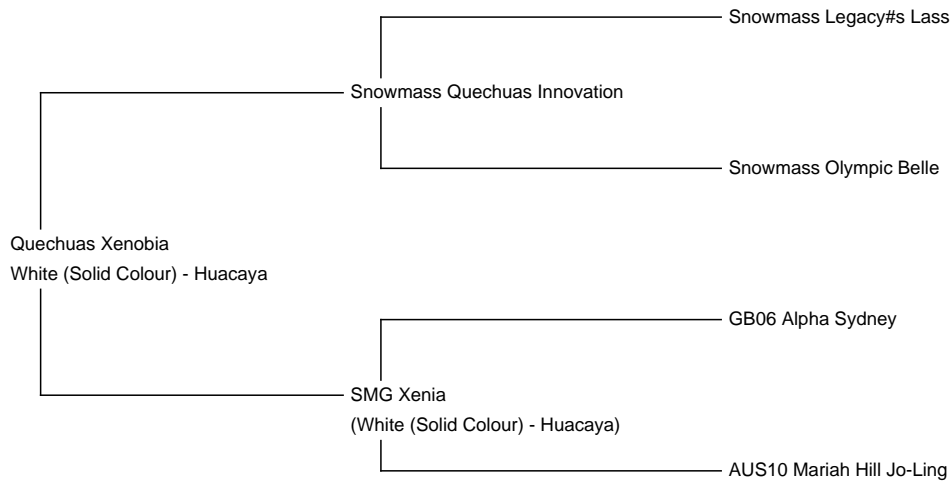 Snowmass Legacy#s Lass
Snowmass Quechuas Innovation
Snowmass Olympic Belle
Quechuas Xenobia
White (Solid Colour) - Huacaya
GB06 Alpha Sydney
SMG Xenia
(White (Solid Colour) - Huacaya)
AUS10 Mariah Hill Jo-Ling